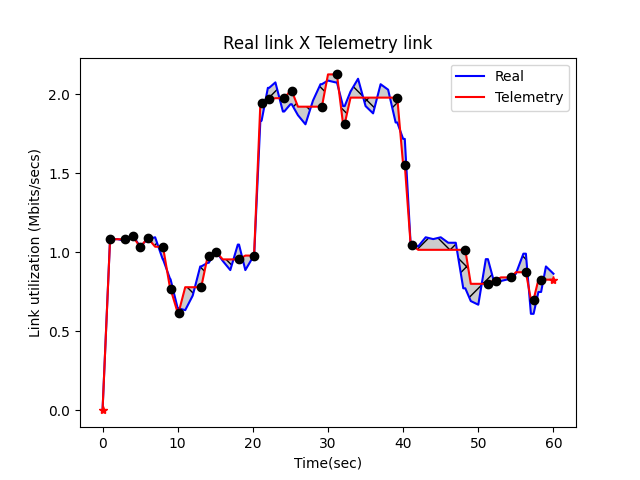 Real link X Telemetry link
Real
Telemetry
Link utilization (Mbits/secs)
2.0
1.5
1.0
0.5
0.0
0 10 20 30 40 50 60
Time(sec)